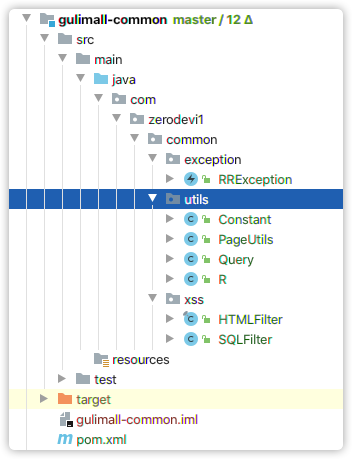 gulimall-common master / 12 Δ
src
main
java
com
zerodevi1
common
exception
RRException
utils
Constant
PageUtils
Query
R
xss
HTMLFilter
SQLFilter
resources
test
target
gulimall-common.iml
pom.xml